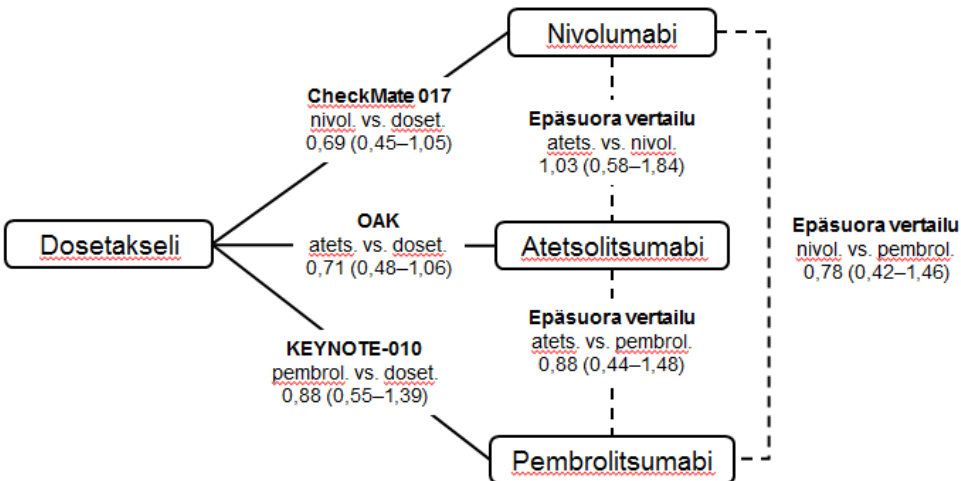 Nivolumabi
CheckMate 017
nivol. vs. doset.
0,69 (0,45–1,05)
Epäsuora vertailu
atets. vs. nivol.
1,03 (0,58–1,84)
Dosetakseli
OAK
atets. vs. doset.
0,71 (0,48–1,06)
Atetsolitsumabi
Epäsuora vertailu
nivol. vs. pembrol.
0,78 (0,42–1,46)
Epäsuora vertailu
atets. vs. pembrol.
0,88 (0,44–1,48)
KEYNOTE-010
pembrol. vs. doset.
0,88 (0,55–1,39)
Pembrolitsumabi